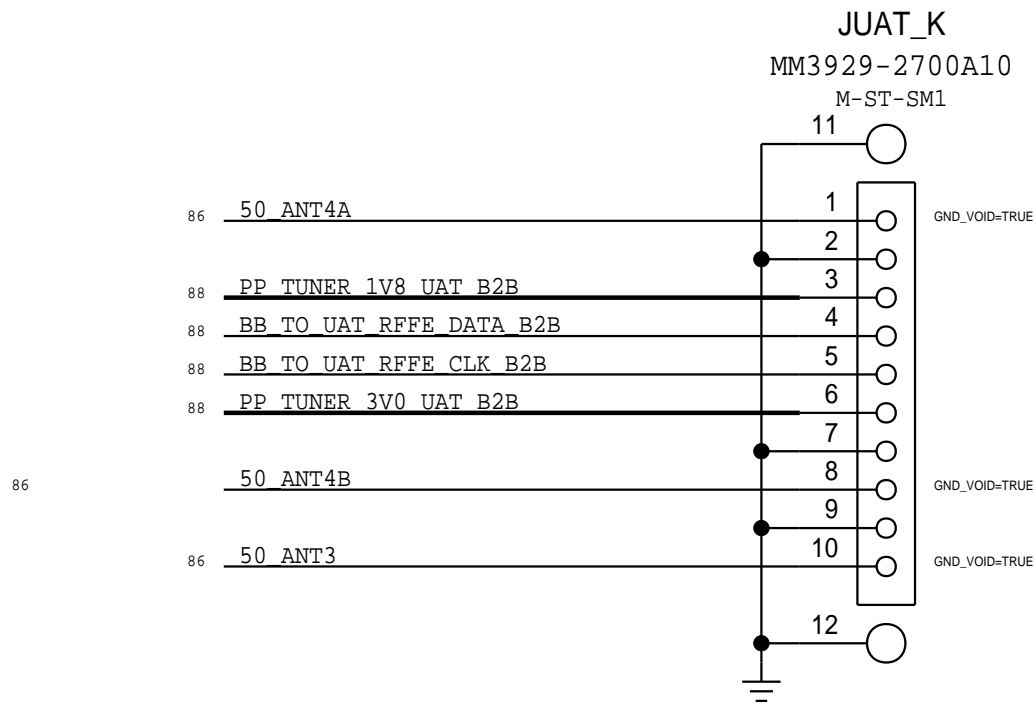 JUAT_K
MM3929-2700A10
M-ST-SM1
11
86 50_ANT4A 1 GND_VOID=TRUE
2
88 PP_TUNER_1V8_UAT_B2B 3
88 BB_TO_UAT_RFFE_DATA_B2B 4
88 BB_TO_UAT_RFFE_CLK_B2B 5
88 PP_TUNER_3V0_UAT_B2B 6
7
86 50_ANT4B 8 GND_VOID=TRUE
9
86 50_ANT3 10 GND_VOID=TRUE
12